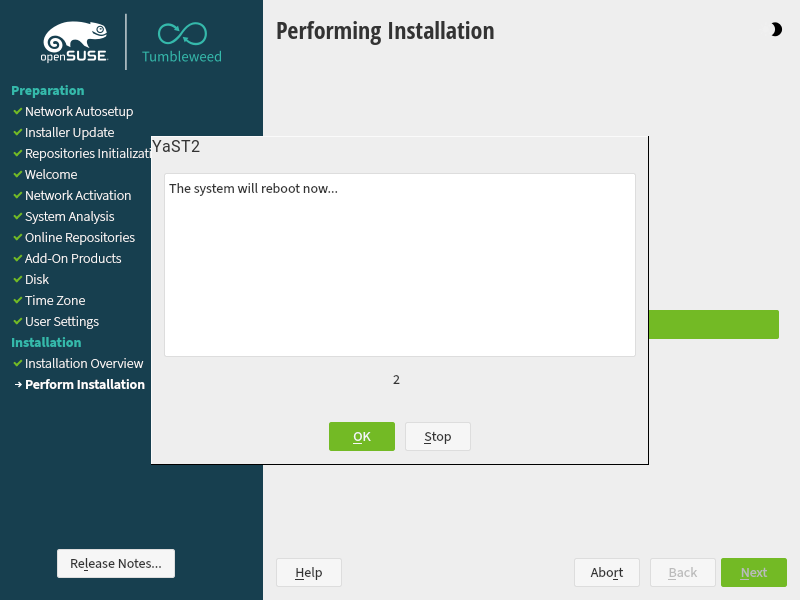 openSUSE
Tumbleweed
Performing Installation
Preparation
Network Autosetup
Installer Update
Repositories Initializati
Welcome
Network Activation
System Analysis
Online Repositories
Add-On Products
Disk
Time Zone
User Settings
Installation
Installation Overview
Perform Installation
YaST2
The system will reboot now...
2
OK
Stop
Release Notes...
Help
Abort
Back
Next